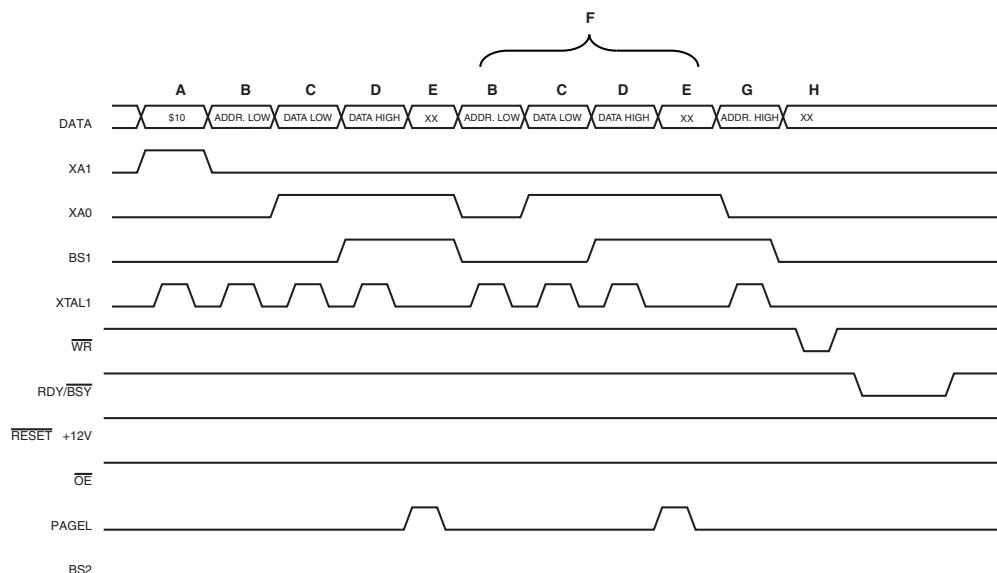 F
A B C D E B C D E G H
DATA $10 ADDR. LOW DATA LOW DATA HIGH XX ADDR. LOW DATA LOW DATA HIGH XX ADDR. HIGH XX
XA1
XA0
BS1
XTAL1
WR
RDY/BSY
RESET +12V
OE
PAGEL
BS2